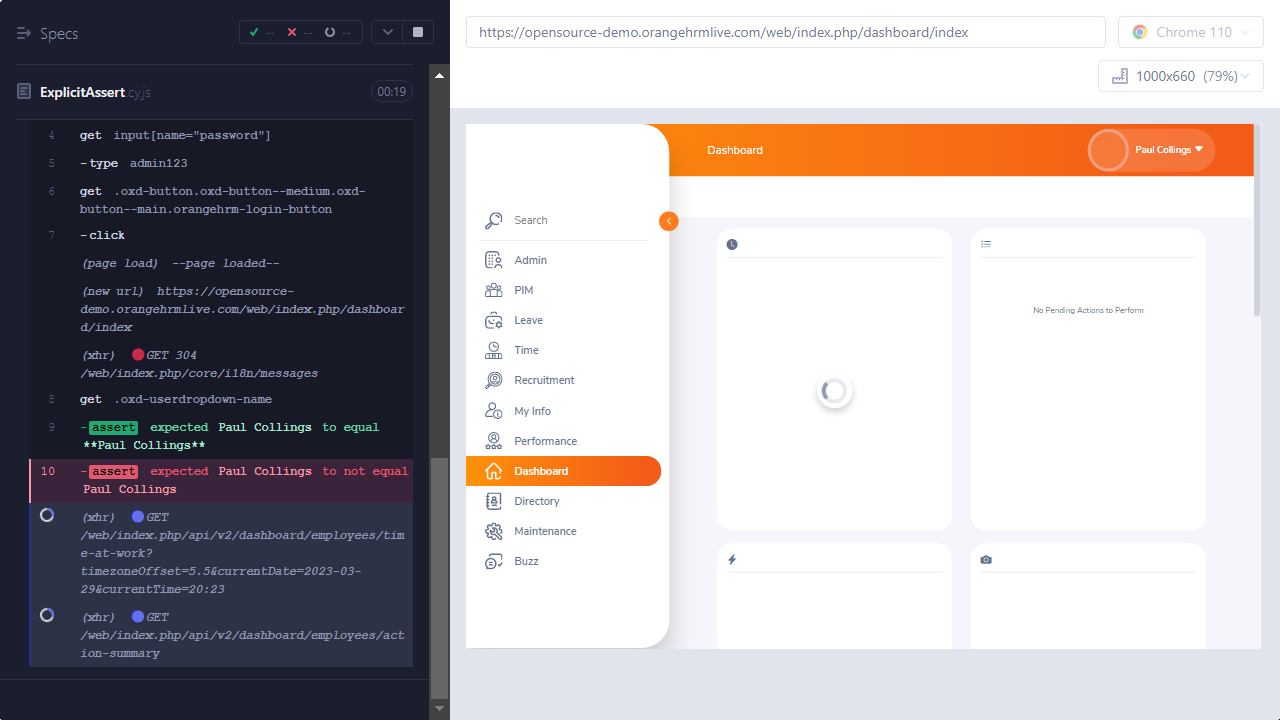 Specs
--
--
--
ExplicitAssert.cy.js
00:19
4 get input[name="password"]
5 -type admin123
6 get .oxd-button.oxd-button--medium.oxd-
button--main.orangehrm-login-button
7 -click
(page load) --page loaded--
(new url) https://opensource-
demo.orangehrmlive.com/web/index.php/dashboar
d/index
(xhr) GET 304
/web/index.php/core/i18n/messages
8 get .oxd-userdropdown-name
9 -assert expected Paul Collings to equal
**Paul Collings**
10 -assert expected Paul Collings to not equal
Paul Collings
(xhr) GET
/web/index.php/api/v2/dashboard/employees/tim
e-at-work?
timezoneOffset=5.5&currentDate=2023-03-
29&currentTime=20:23
(xhr) GET
/web/index.php/api/v2/dashboard/employees/act
ion-summary
https://opensource-demo.orangehrmlive.com/web/index.php/dashboard/index
Chrome 110
1000x660 (79%)
Dashboard
Paul Collings
Search
Admin
PIM
Leave
Time
Recruitment
My Info
Performance
Dashboard
Directory
Maintenance
Buzz
No Pending Actions to Perform